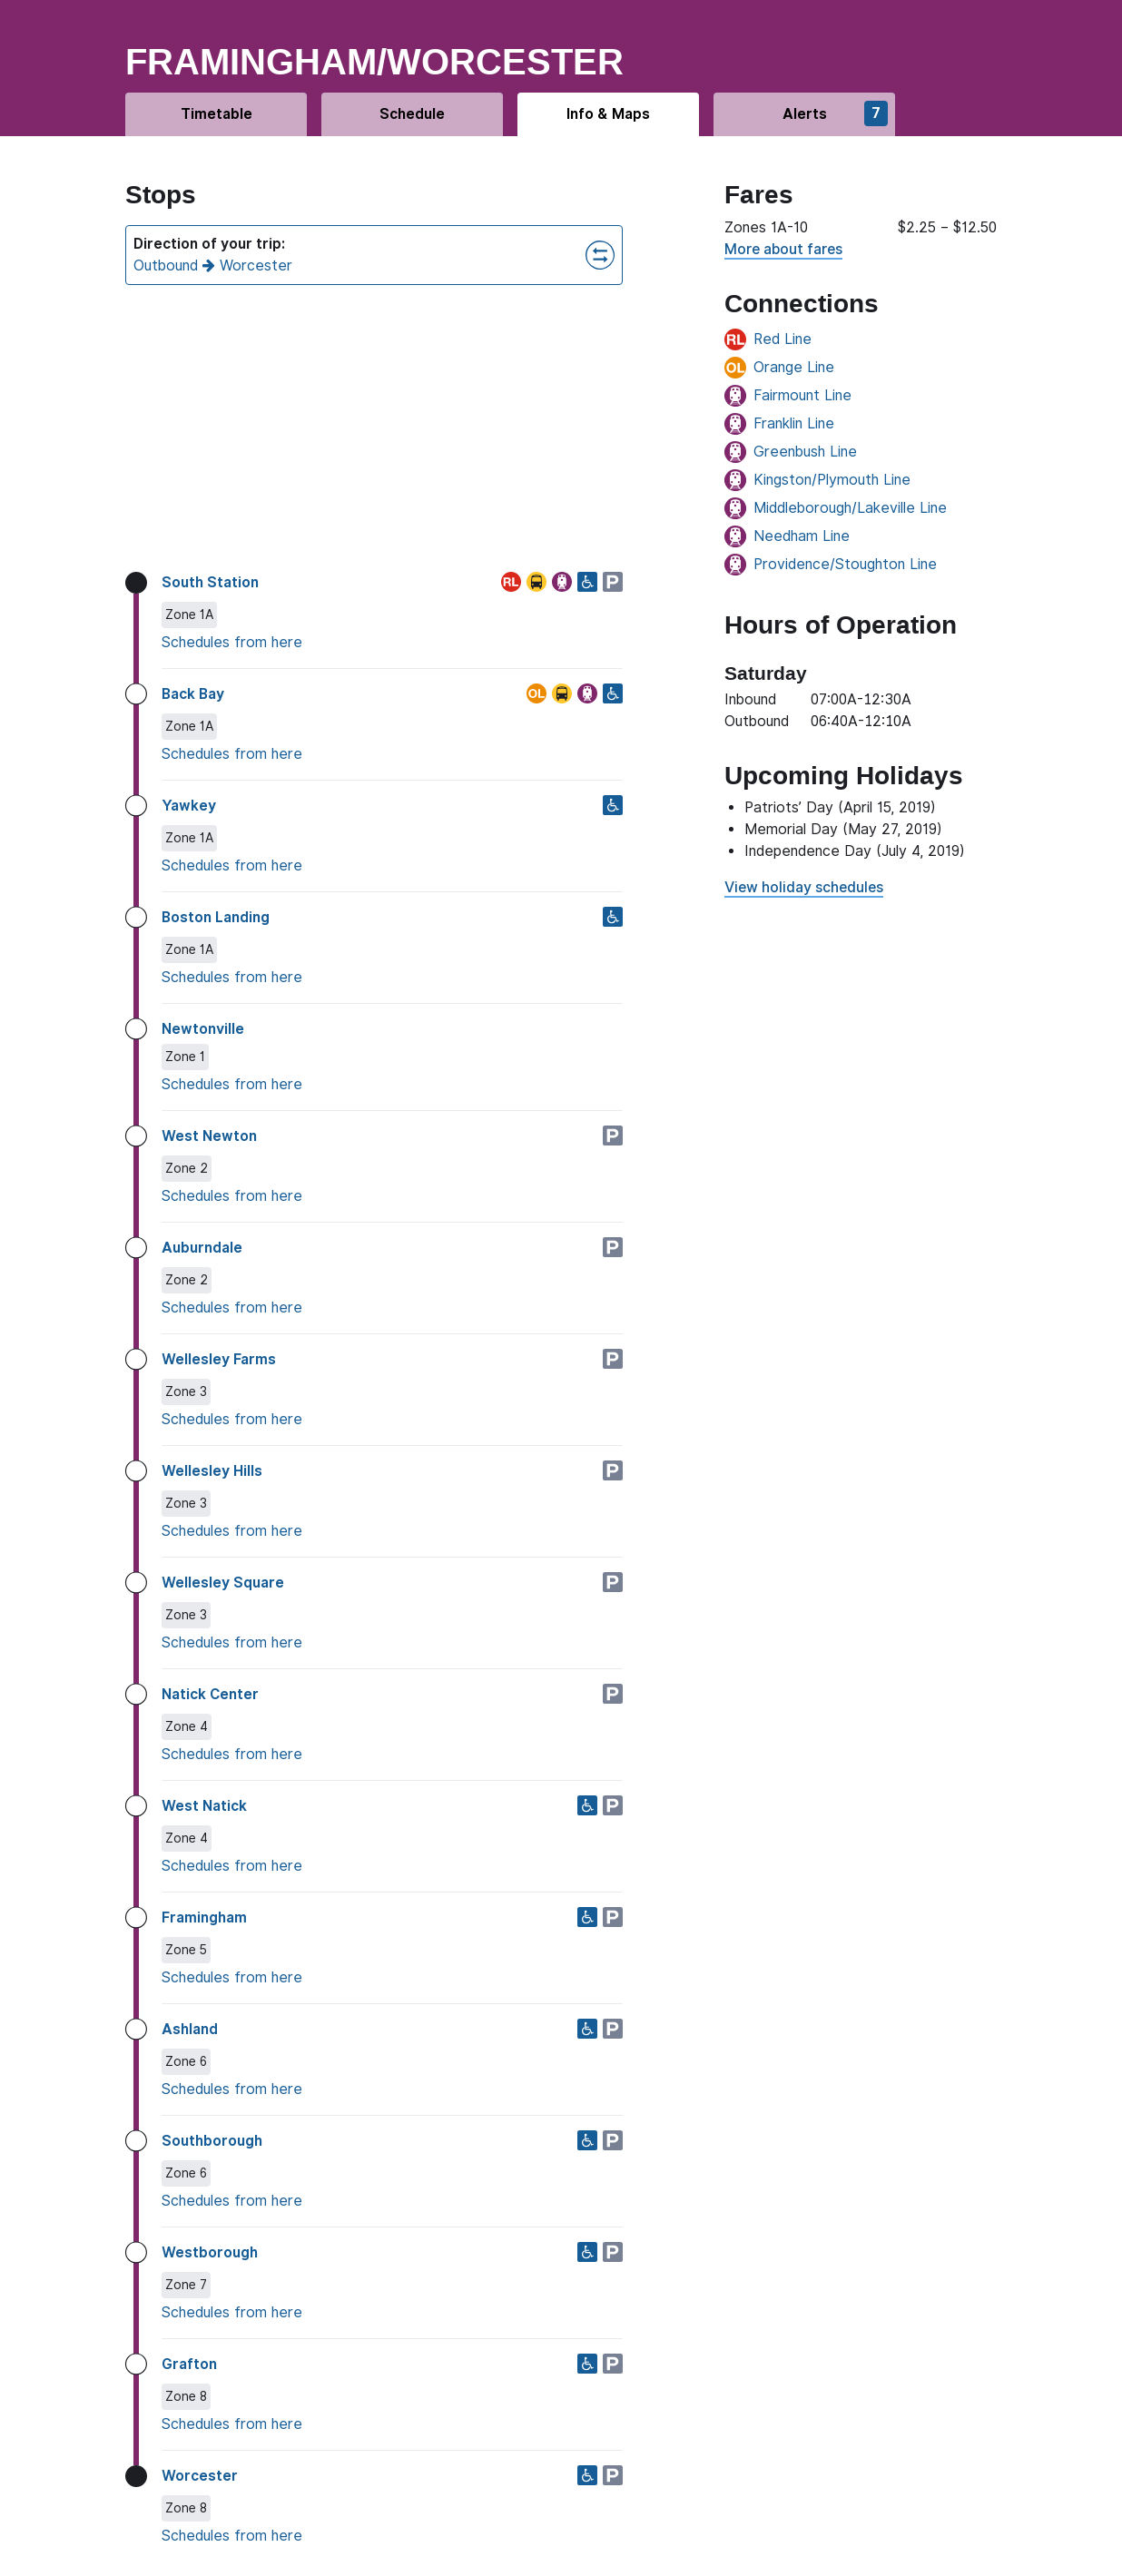 FRAMINGHAM/WORCESTER
Timetable
Schedule
Info & Maps
Alerts
7
Stops
Direction of your trip:
Outbound → Worcester
South Station
RL
P
Zone 1A
Schedules from here
Back Bay
OL
Zone 1A
Schedules from here
Yawkey
Zone 1A
Schedules from here
Boston Landing
Zone 1A
Schedules from here
Newtonville
Zone 1
Schedules from here
West Newton
P
Zone 2
Schedules from here
Auburndale
P
Zone 2
Schedules from here
Wellesley Farms
P
Zone 3
Schedules from here
Wellesley Hills
P
Zone 3
Schedules from here
Wellesley Square
P
Zone 3
Schedules from here
Natick Center
P
Zone 4
Schedules from here
West Natick
P
Zone 4
Schedules from here
Framingham
P
Zone 5
Schedules from here
Ashland
P
Zone 6
Schedules from here
Southborough
P
Zone 6
Schedules from here
Westborough
P
Zone 7
Schedules from here
Grafton
P
Zone 8
Schedules from here
Worcester
P
Zone 8
Schedules from here
Fares
Zones 1A-10 $2.25 – $12.50
More about fares
Connections
RL Red Line
OL Orange Line
Fairmount Line
Franklin Line
Greenbush Line
Kingston/Plymouth Line
Middleborough/Lakeville Line
Needham Line
Providence/Stoughton Line
Hours of Operation
Saturday
Inbound 07:00A-12:30A
Outbound 06:40A-12:10A
Upcoming Holidays
• Patriots’ Day (April 15, 2019)
• Memorial Day (May 27, 2019)
• Independence Day (July 4, 2019)
View holiday schedules